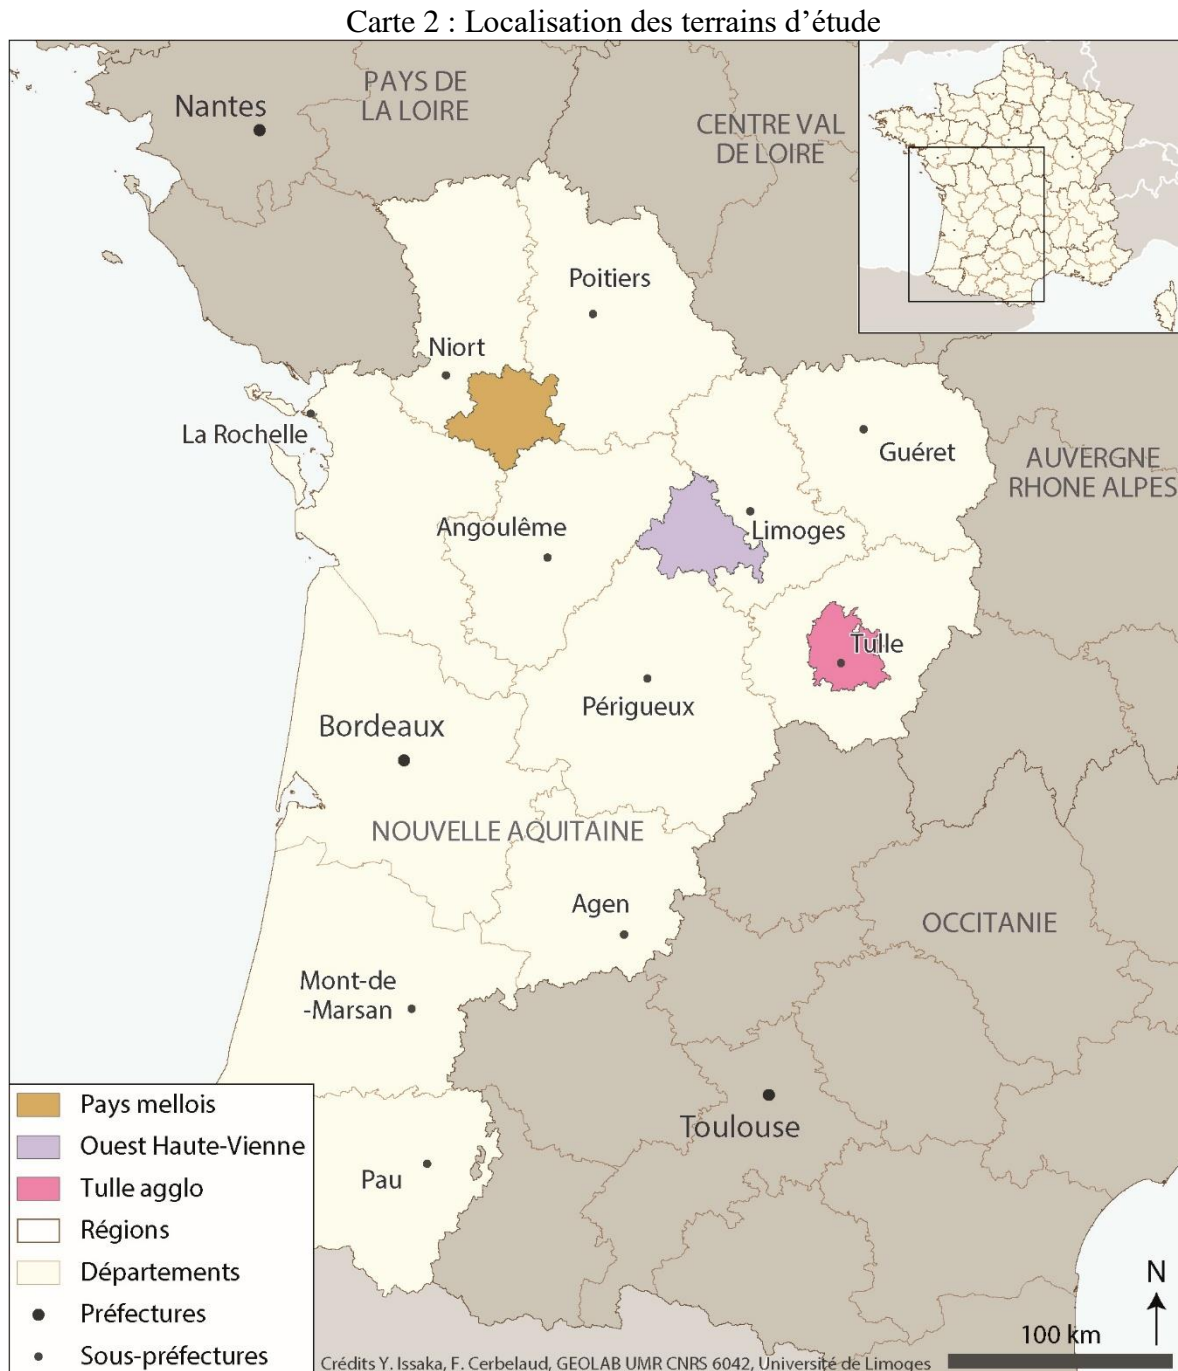 Carte 2 : Localisation des terrains d’étude
PAYS DE
LA LOIRE
Nantes
CENTRE VAL
DE LOIRE
Poitiers
Niort
La Rochelle
Guéret
AUVERGNE
RHONE ALPES
Angoulême
Limoges
Tulle
Périgueux
Bordeaux
NOUVELLE AQUITAINE
Agen
OCCITANIE
Mont-de
-Marsan
Toulouse
Pau
Pays mellois
Ouest Haute-Vienne
Tulle agglo
Régions
Départements
Préfectures
Sous-préfectures
N
100 km
Crédits Y. Issaka, F. Cerbelaud, GEOLAB UMR CNRS 6042, Université de Limoges